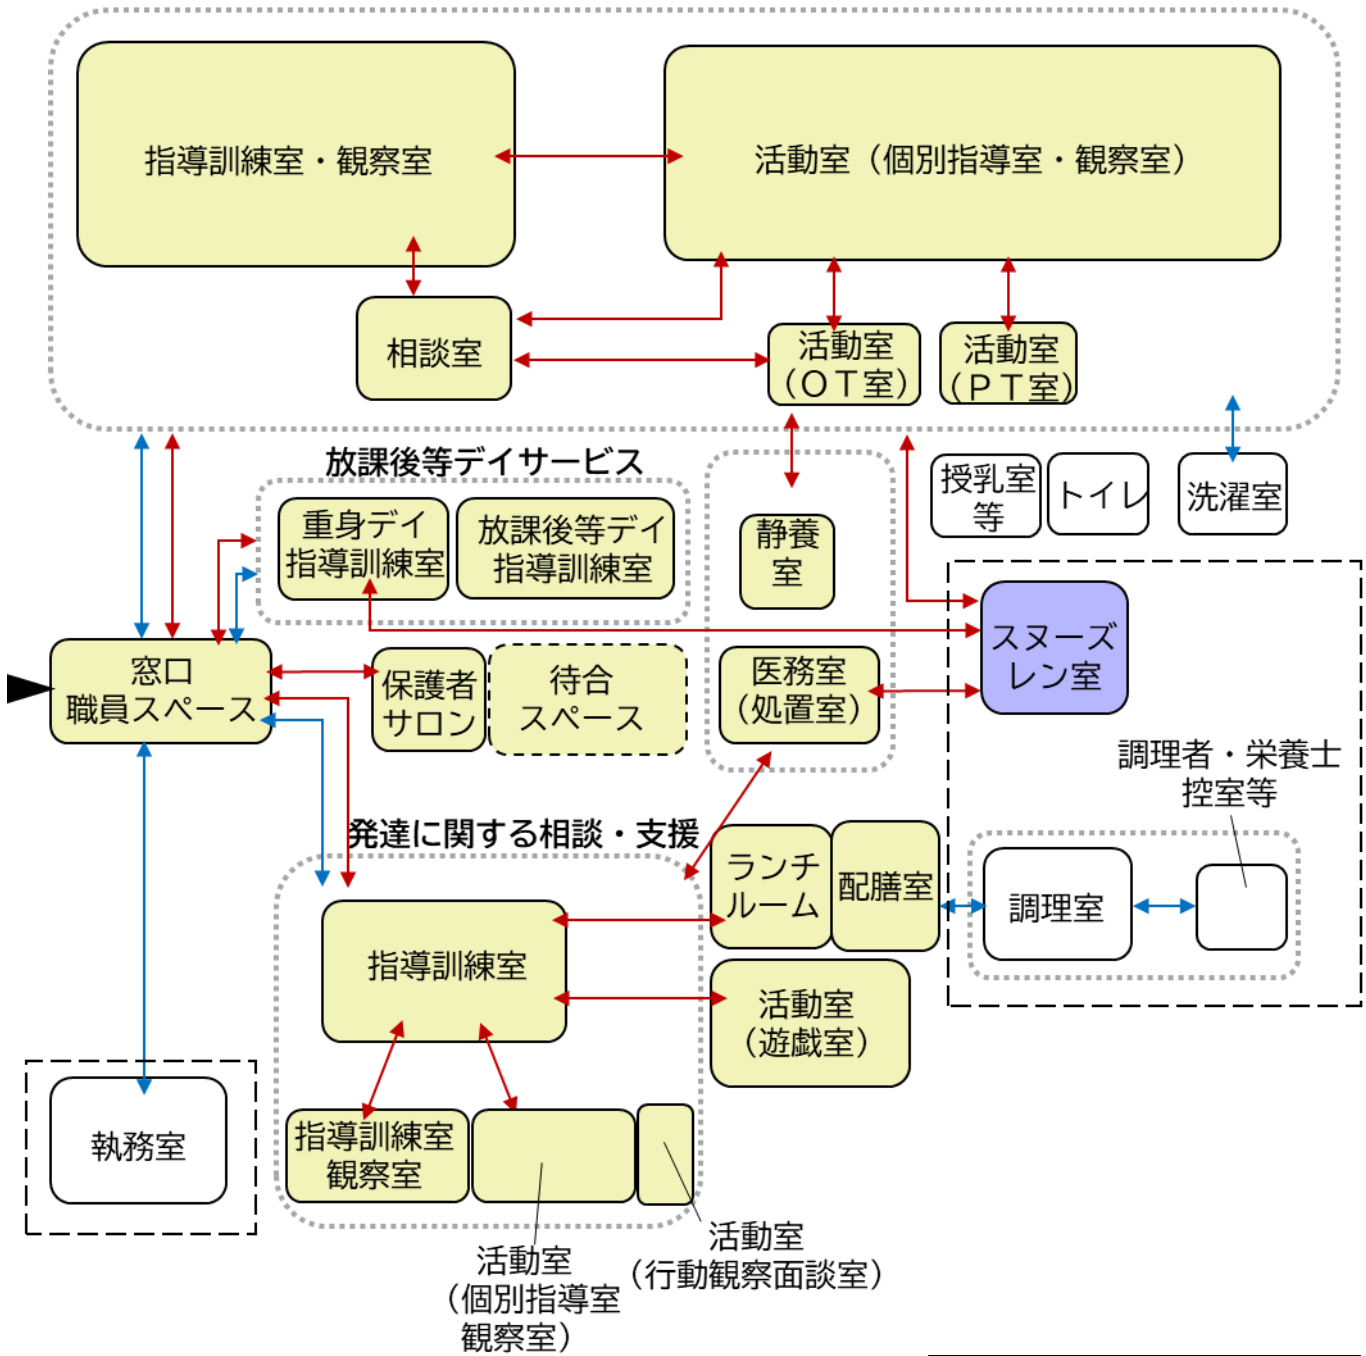 指導訓練室・観察室
活動室（個別指導室・観察室）
相談室
活動室
（ＯＴ室）
活動室
（ＰＴ室）
放課後等デイサービス
重身デイ
指導訓練室
放課後等デイ
指導訓練室
静養
室
授乳室
等
トイレ
洗濯室
窓口
職員スペース
保護者
サロン
待合
スペース
医務室
（処置室）
スヌーズ
レン室
調理者・栄養士
控室等
発達に関する相談・支援
ランチ
ルーム
配膳室
調理室
指導訓練室
活動室
（遊戯室）
執務室
指導訓練室
観察室
活動室
（個別指導室
観察室）
活動室
（行動観察面談室）